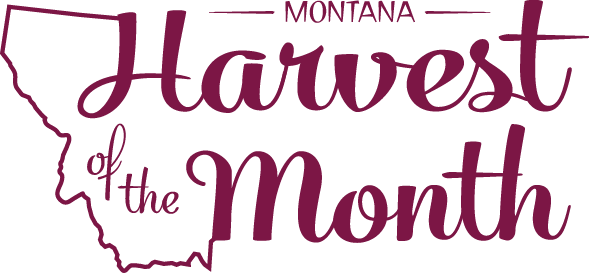 MONTANA
Harvest
of the
Month